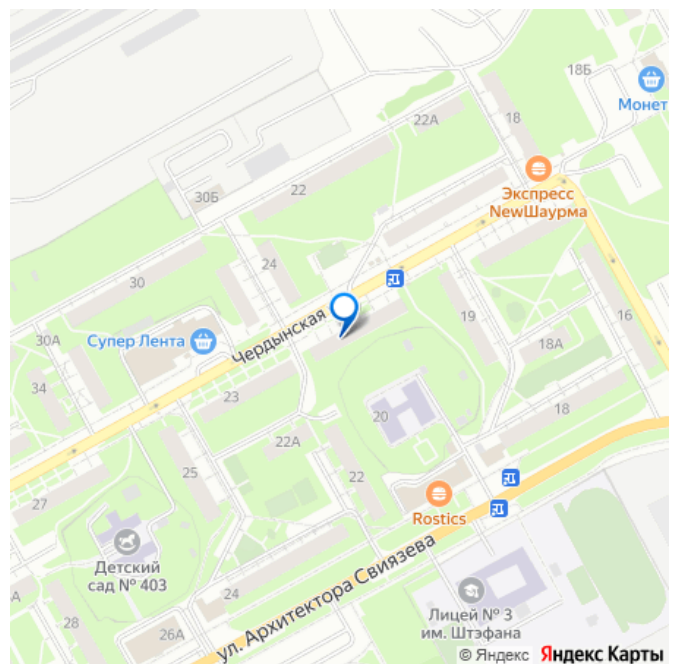 18Б
Монет
22А
18
30Б
22
Экспресс
NewШаурма
24
30
Чердынская
19
16
30А
Супер Лента
18А
34
23
20
18
22А
25
22
27
Rostics
Детский
сад № 403
ул. Архитектора Свиязева
24
28
26А
Лицей № 3
им. Штэфана
© Яндекс Яндекс Карты